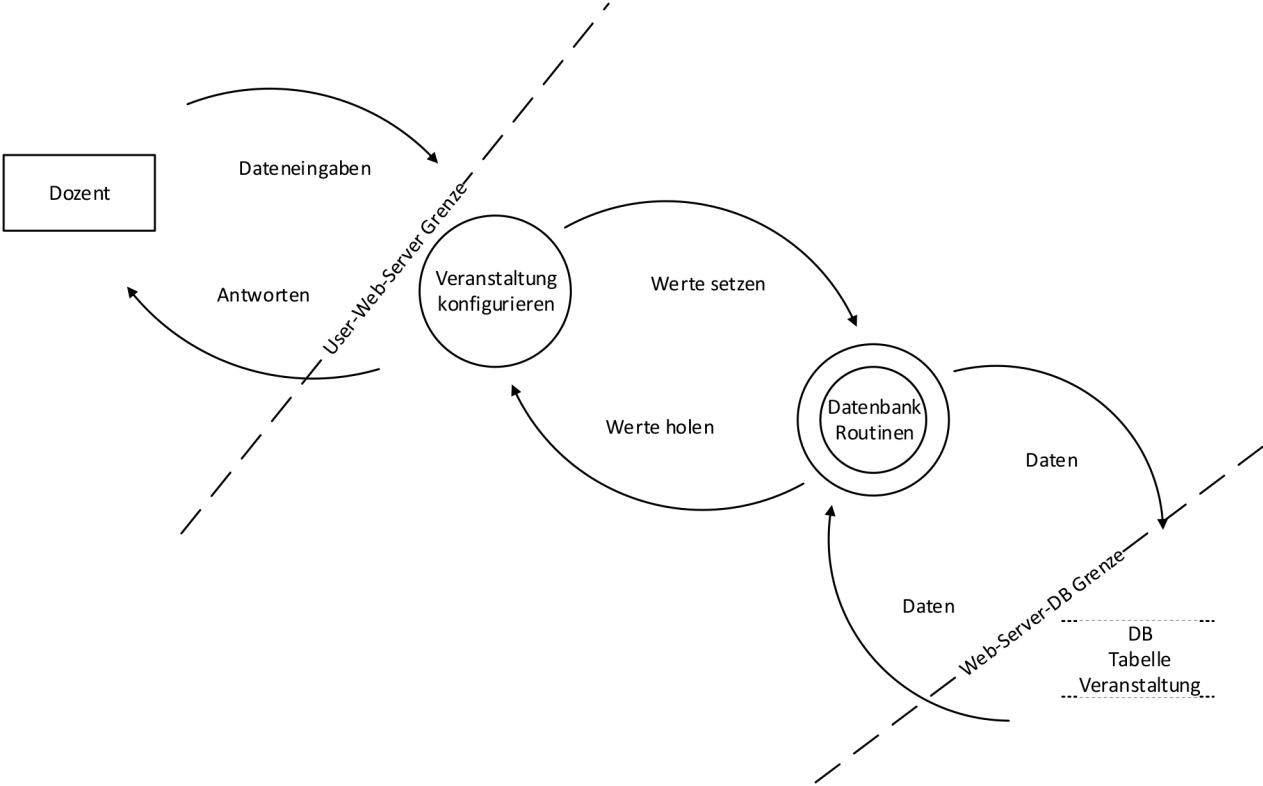 Dateneingaben
Dozent
User-Web-Server Grenze
Antworten
Veranstaltung
konfigurieren
Werte setzen
Werte holen
Datenbank
Routinen
Daten
Daten
Web-Server-DB Grenze
DB
Tabelle
Veranstaltung